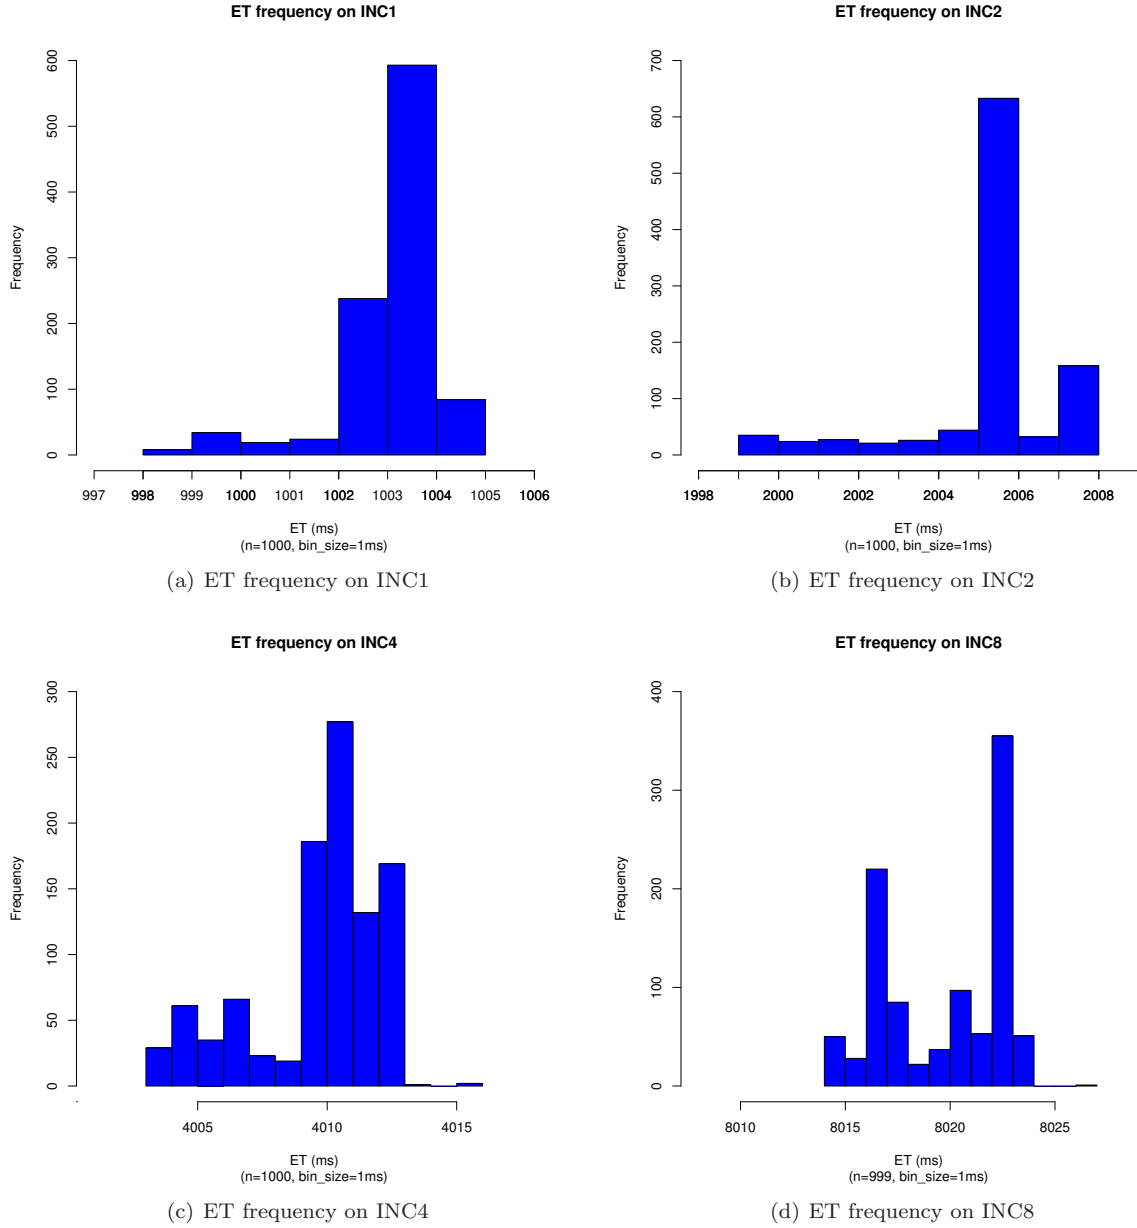 ET frequency on INC1
600
500
400
300
200
100
0
Frequency
997 998 999 1000 1001 1002 1003 1004 1005 1006
ET (ms)
(n=1000, bin_size=1ms)
(a) ET frequency on INC1
ET frequency on INC2
700
600
500
400
300
200
100
0
Frequency
1998 2000 2002 2004 2006 2008
ET (ms)
(n=1000, bin_size=1ms)
(b) ET frequency on INC2
ET frequency on INC4
300
250
200
150
100
50
0
Frequency
4005 4010 4015
ET (ms)
(n=1000, bin_size=1ms)
(c) ET frequency on INC4
ET frequency on INC8
400
300
200
100
0
Frequency
8010 8015 8020 8025
ET (ms)
(n=999, bin_size=1ms)
(d) ET frequency on INC8